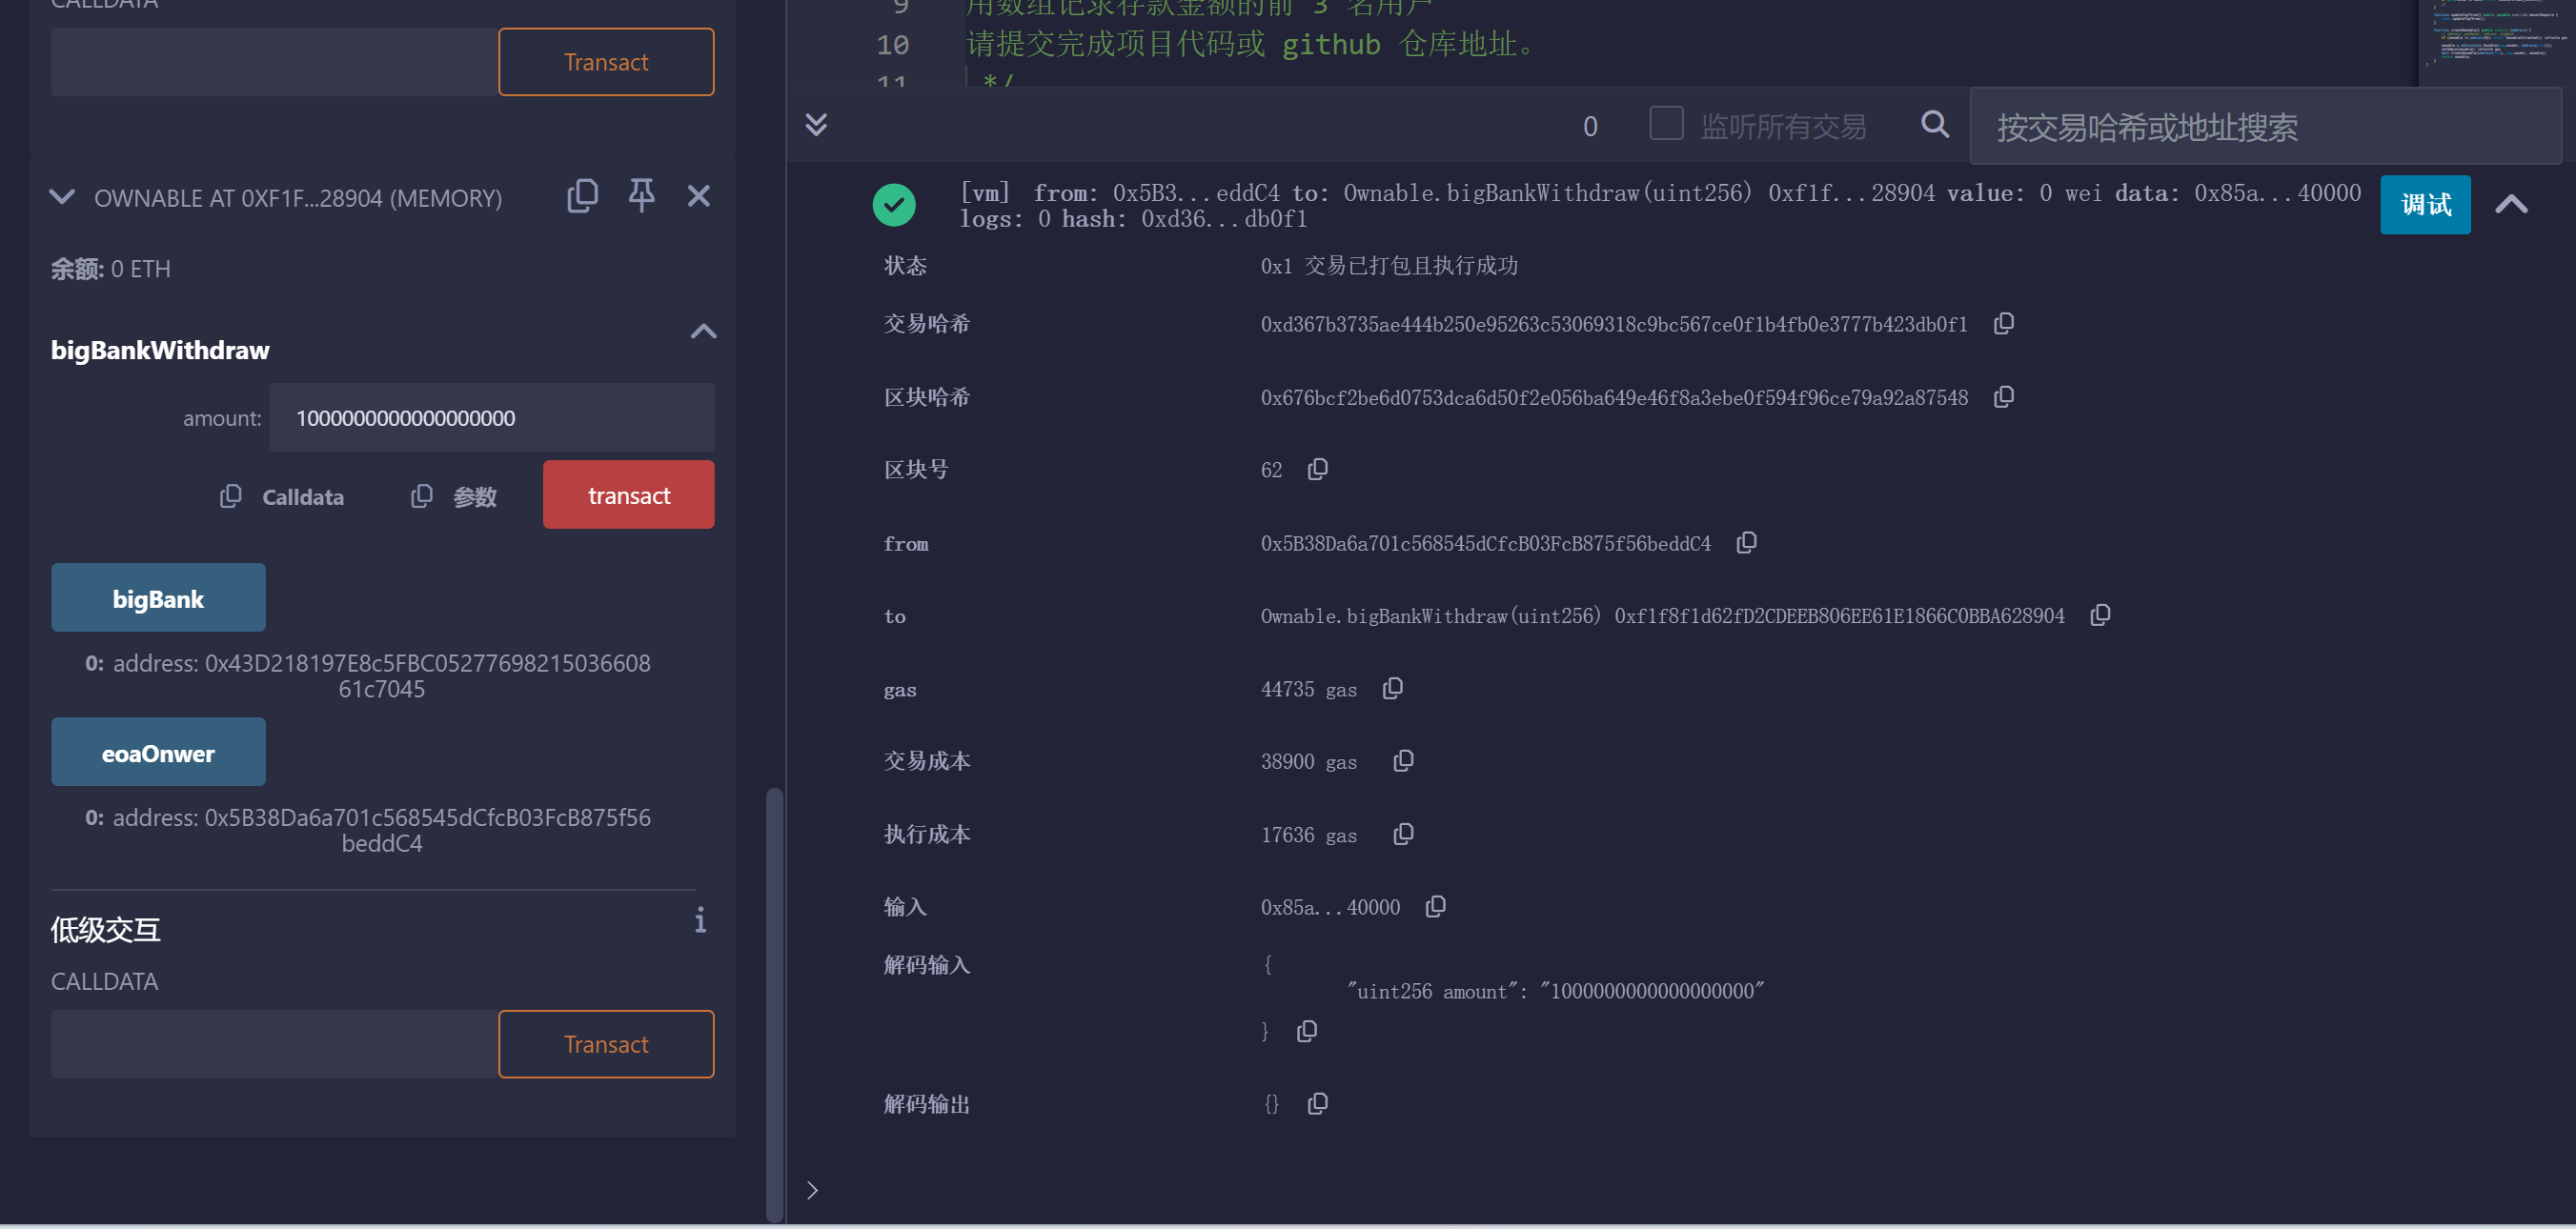 CALLDATA
Transact
OWNABLE AT 0XF1F...28904 (MEMORY)
余额: 0 ETH
bigBankWithdraw
amount: 1000000000000000000
Calldata 参数 transact
bigBank
0: address: 0x43D218197E8c5FBC05277698215036608
61c7045
eoaOnwer
0: address: 0x5B38Da6a701c568545dCfcB03FcB875f56
beddC4
低级交互
CALLDATA
Transact
9 用数组记录存款金额的前 3 名用户
10 请提交完成项目代码或 github 仓库地址。
11 */
0 监听所有交易 按交易哈希或地址搜索
[vm] from: 0x5B3...eddC4 to: Ownable.bigBankWithdraw(uint256) 0xf1f...28904 value: 0 wei data: 0x85a...40000
logs: 0 hash: 0xd36...db0f1
调试
状态 0x1 交易已打包且执行成功
交易哈希 0xd367b3735ae444b250e95263c53069318c9bc567ce0f1b4fb0e3777b423db0f1
区块哈希 0x676bcf2be6d0753dca6d50f2e056ba649e46f8a3ebe0f594f96ce79a92a87548
区块号 62
from 0x5B38Da6a701c568545dCfcB03FcB875f56beddC4
to Ownable.bigBankWithdraw(uint256) 0xf1f8f1d62fD2CDEEB806EE61E1866C0BBA628904
gas 44735 gas
交易成本 38900 gas
执行成本 17636 gas
输入 0x85a...40000
解码输入 {
"uint256 amount": "1000000000000000000"
}
解码输出 {}
>